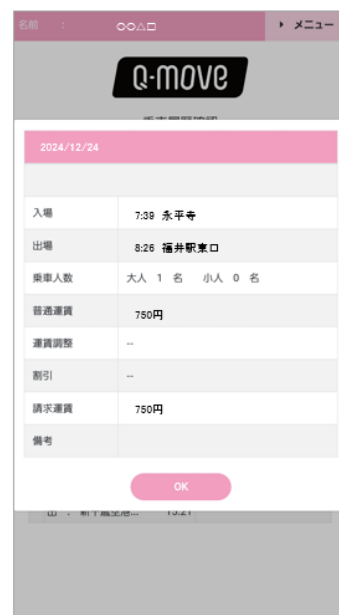 名前 : ○○△□ ▶ メニュー
Q-move
2024/12/24
入場 7:39 永平寺
出場 8:26 福井駅東口
乗車人数 大人 1 名 小人 0 名
普通運賃 750円
運賃調整 --
割引 --
請求運賃 750円
備考
OK